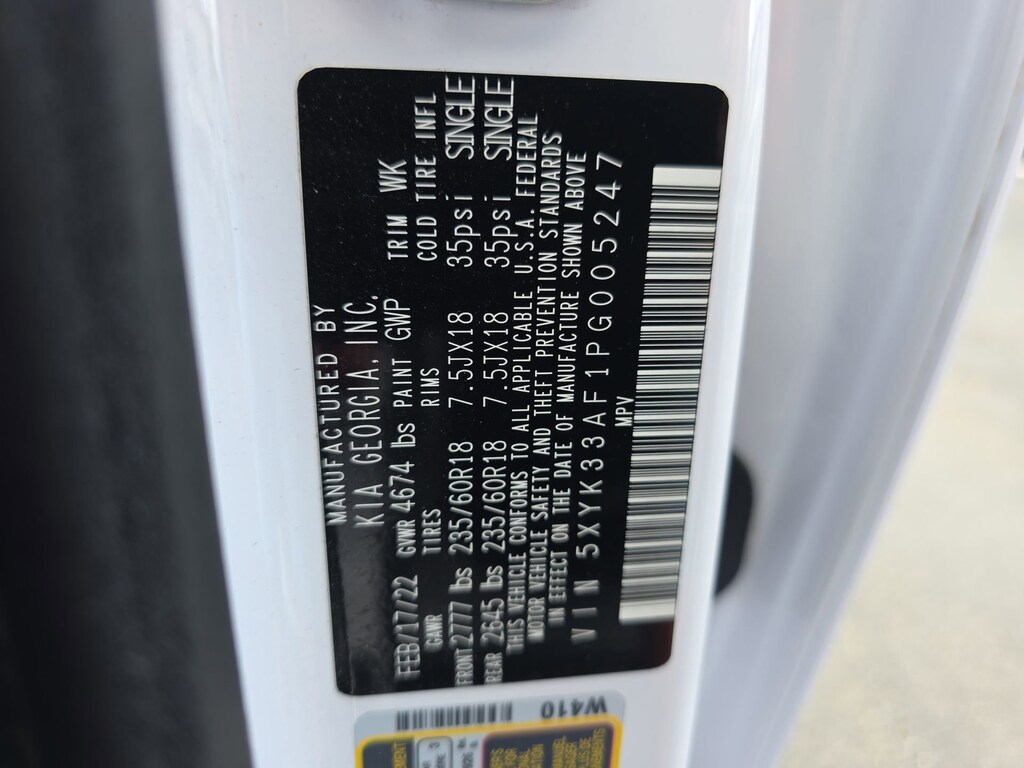 MANUFACTURED BY
KIA GEORGIA, INC.
FEB/17/22 GVWR 4674 lbs PAINT GWP TRIM WK
GAWR TIRES RIMS COLD TIRE INFL
FRONT 2777 lbs 235/60R18 7.5JX18 35psi SINGLE
REAR 2645 lbs 235/60R18 7.5JX18 35psi SINGLE
THIS VEHICLE CONFORMS TO ALL APPLICABLE U.S.A. FEDERAL
MOTOR VEHICLE SAFETY AND THEFT PREVENTION STANDARDS
IN EFFECT ON THE DATE OF MANUFACTURE SHOWN ABOVE
VIN 5XYK33AF1PG005247
MPV
W410